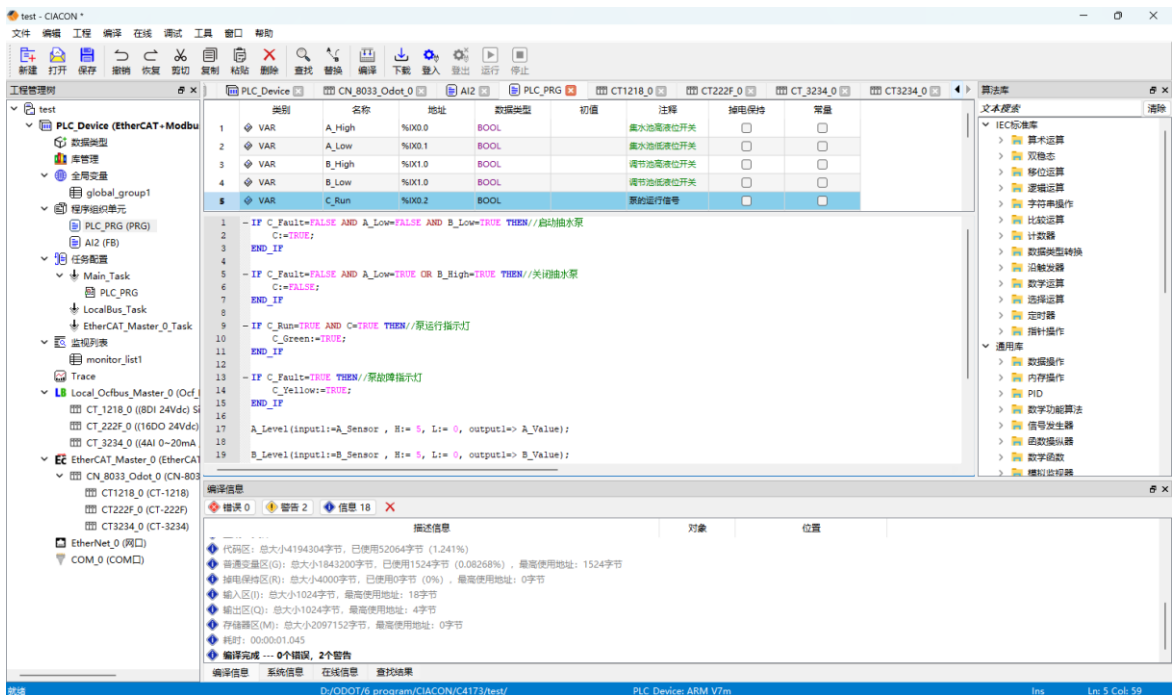 test - CIACON *
文件 编辑 工程 编译 在线 调试 工具 窗口 帮助
新建 打开 保存 撤销 恢复 剪切 复制 粘贴 删除 查找 替换 编译 下载 登入 登出 运行 停止
工程管理树
test
PLC_Device (EtherCAT+Modbu
数据类型
库管理
全局变量
global_group1
程序组织单元
PLC_PRG (PRG)
AI2 (FB)
任务配置
Main_Task
PLC_PRG
LocalBus_Task
EtherCAT_Master_0_Task
监视列表
monitor_list1
Trace
Local_Ocfbus_Master_0 (Ocf_l
CT_1218_0 ((8DI 24Vdc) Si
CT_222F_0 ((16DO 24Vdc)
CT_3234_0 ((4AI 0~20mA
EtherCAT_Master_0 (EtherCAT
CN_8033_Odot_0 (CN-803
CT1218_0 (CT-1218)
CT222F_0 (CT-222F)
CT3234_0 (CT-3234)
EtherNet_0 (网口)
COM_0 (COM口)
PLC_Device CN_8033_Odot_0 AI2 PLC_PRG CT1218_0 CT222F_0 CT_3234_0 CT3234_0
类别 名称 地址 数据类型 初值 注释 掉电保持 常量
1 VAR A_High %IX0.0 BOOL 集水池高液位开关
2 VAR A_Low %IX0.1 BOOL 集水池低液位开关
3 VAR B_High %IX1.0 BOOL 调节池高液位开关
4 VAR B_Low %IX1.0 BOOL 调节池低液位开关
5 VAR C_Run %IX0.2 BOOL 泵的运行信号
1 IF C_Fault=FALSE AND A_Low=FALSE AND B_Low=TRUE THEN//启动抽水泵
2 C:=TRUE;
3 END_IF
4
5 IF C_Fault=FALSE AND A_Low=TRUE OR B_High=TRUE THEN//关闭抽水泵
6 C:=FALSE;
7 END_IF
8
9 IF C_Run=TRUE AND C=TRUE THEN//泵运行指示灯
10 C_Green:=TRUE;
11 END_IF
12
13 IF C_Fault=TRUE THEN//泵故障指示灯
14 C_Yellow:=TRUE;
15 END_IF
16
17 A_Level(input1:=A_Sensor , H:= 5, L:= 0, output1=> A_Value);
18
19 B_Level(input1:=B_Sensor , H:= 5, L:= 0, output1=> B_Value);
编译信息
错误 0 警告 2 信息 18
描述信息 对象 位置
代码区：总大小4194304字节，已使用52064字节（1.241%）
普通变量区(G)：总大小1843200字节，已使用1524字节（0.08268%），最高使用地址：1524字节
掉电保持区(R)：总大小4000字节，已使用0字节（0%），最高使用地址：0字节
输入区(I)：总大小1024字节，最高使用地址：18字节
输出区(Q)：总大小1024字节，最高使用地址：4字节
存储器区(M)：总大小2097152字节，最高使用地址：0字节
耗时：00:00:01.045
编译完成 --- 0个错误，2个警告
编译信息 系统信息 在线信息 查找结果
算法库
文本搜索 清除
IEC标准库
算术运算
双稳态
移位运算
逻辑运算
字符串操作
比较运算
计数器
数据类型转换
沿触发器
数学运算
选择运算
定时器
指针操作
通用库
数据操作
内存操作
PID
数学功能算法
信号发生器
函数操纵器
数学函数
模拟监视器
就绪 D:/ODOT/6 program/CIACON/C4173/test/ PLC Device: ARM V7m Ins Ln: 5 Col: 59